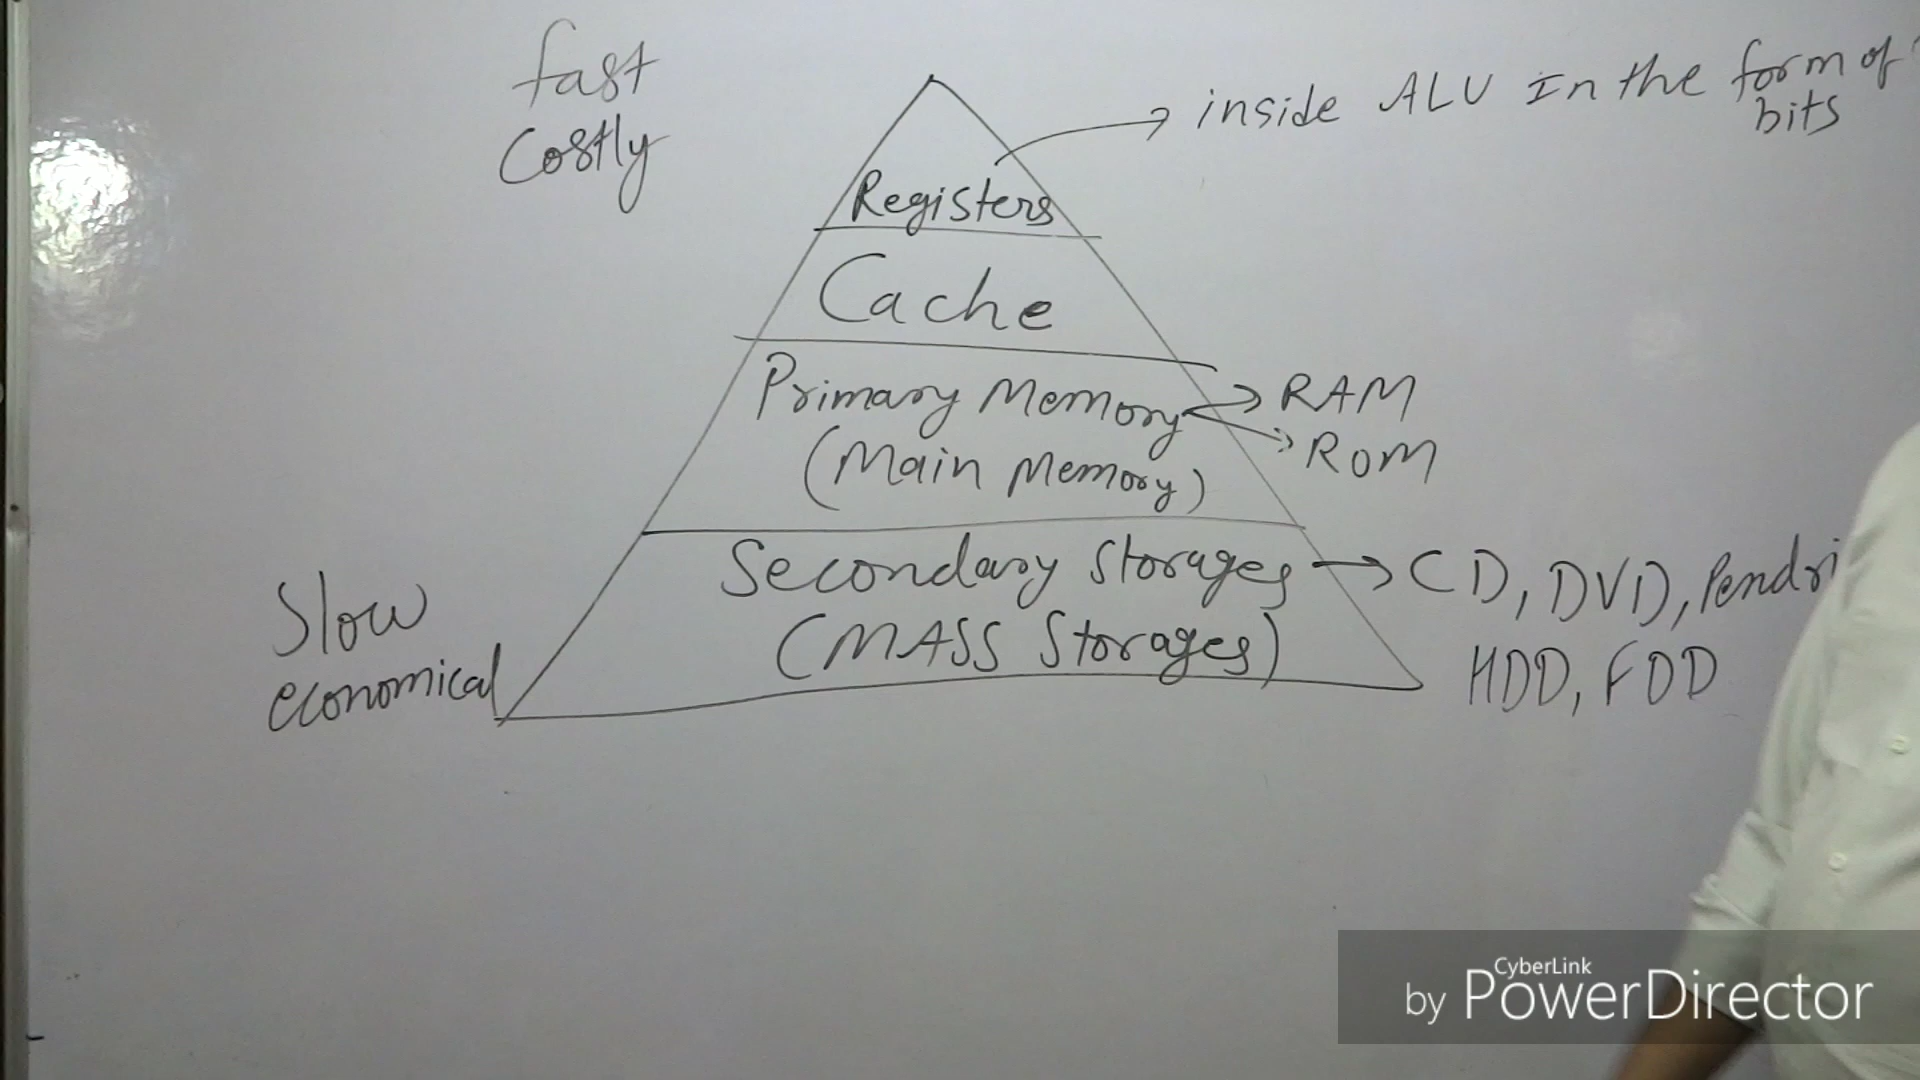 fast
Costly
inside ALU In the form of
bits
Registers
Cache
Primary Memory
RAM
ROM
(Main Memory)
Secondary Storages
CD, DVD, Pendri
(MASS Storages)
HDD, FDD
Slow
economical
CyberLink
by PowerDirector